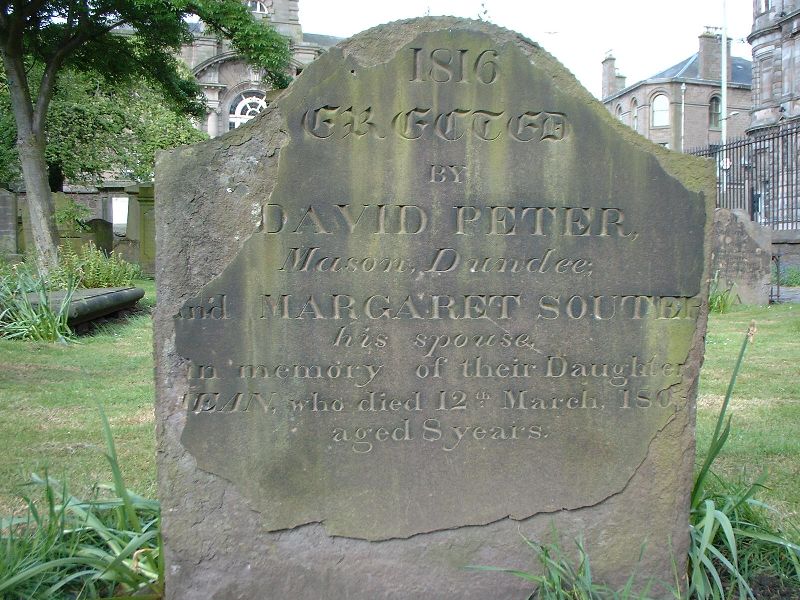 1816
ERECTED
BY
DAVID PETER,
Mason, Dundee;
and MARGARET SOUTER
his spouse,
in memory of their Daughter
JEAN, who died 12th March, 180
aged 8 years.